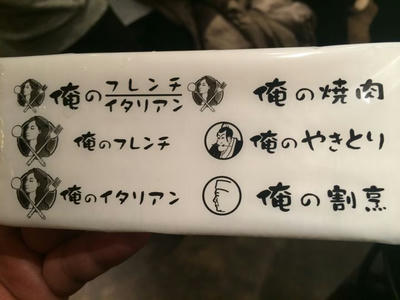 俺のフレンチ
イタリアン
俺のフレンチ
俺のイタリアン
俺の焼肉
俺のやきとり
俺の割烹